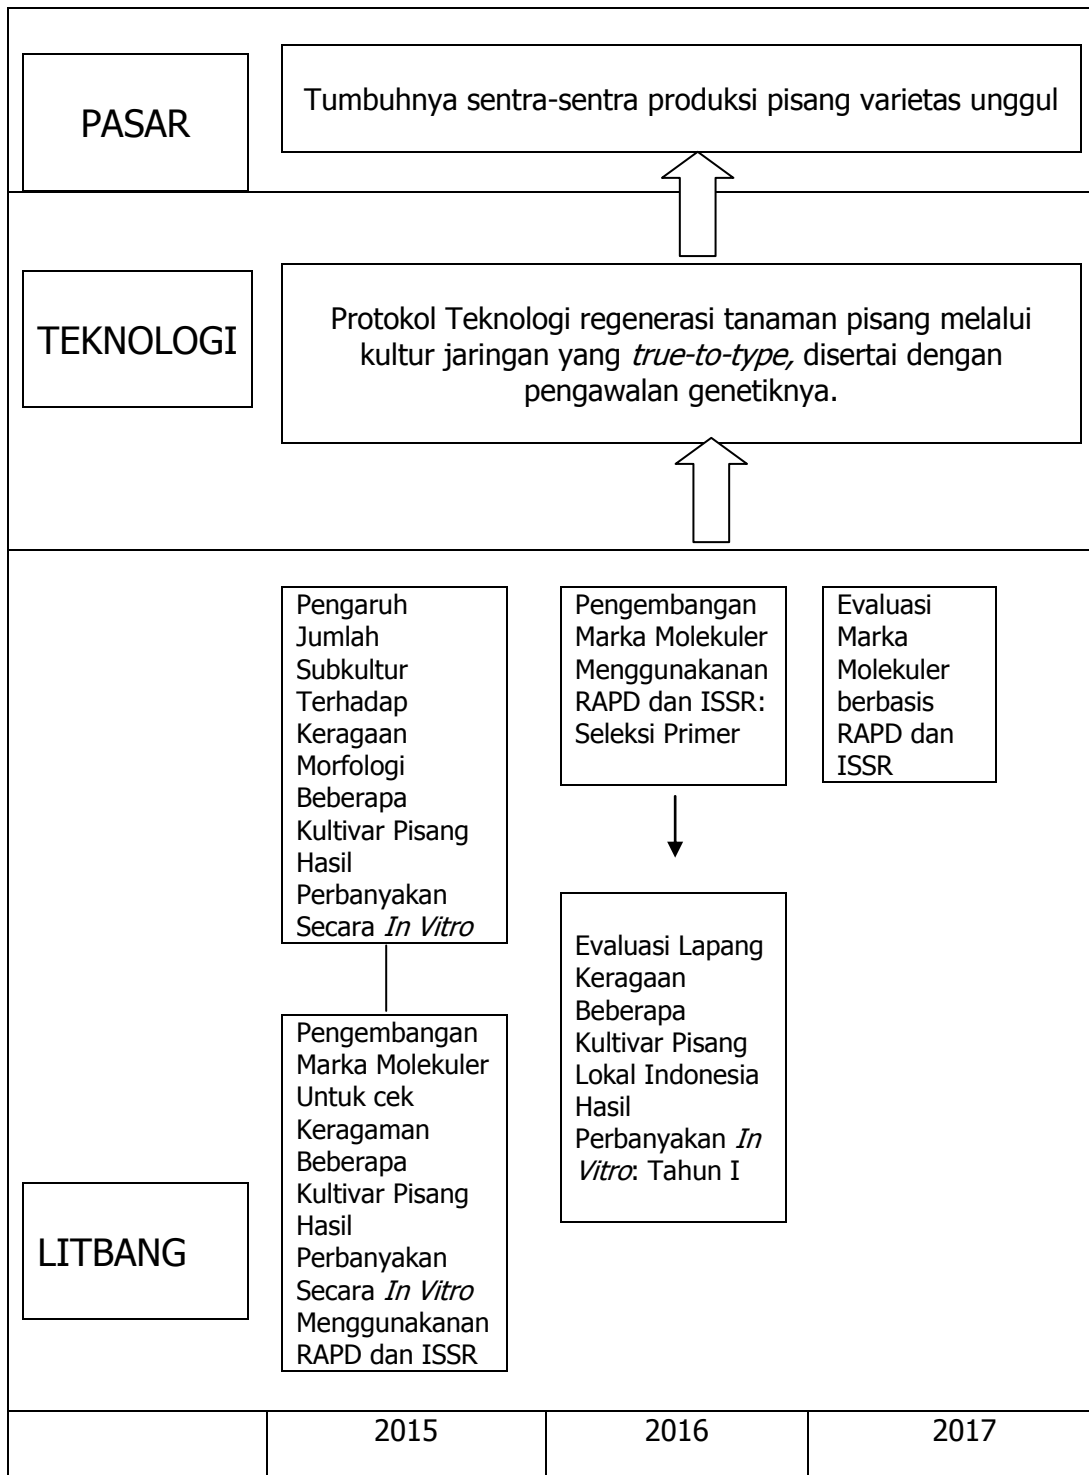 PASAR
Tumbuhnya sentra-sentra produksi pisang varietas unggul
TEKNOLOGI
Protokol Teknologi regenerasi tanaman pisang melalui
kultur jaringan yang true-to-type, disertai dengan
pengawalan genetiknya.
LITBANG
Pengaruh
Jumlah
Subkultur
Terhadap
Keragaan
Morfologi
Beberapa
Kultivar Pisang
Hasil
Perbanyakan
Secara In Vitro
Pengembangan
Marka Molekuler
Untuk cek
Keragaman
Beberapa
Kultivar Pisang
Hasil
Perbanyakan
Secara In Vitro
Menggunakanan
RAPD dan ISSR
Pengembangan
Marka Molekuler
Menggunakanan
RAPD dan ISSR:
Seleksi Primer
Evaluasi Lapang
Keragaan
Beberapa
Kultivar Pisang
Lokal Indonesia
Hasil
Perbanyakan In
Vitro: Tahun I
Evaluasi
Marka
Molekuler
berbasis
RAPD dan
ISSR
2015
2016
2017